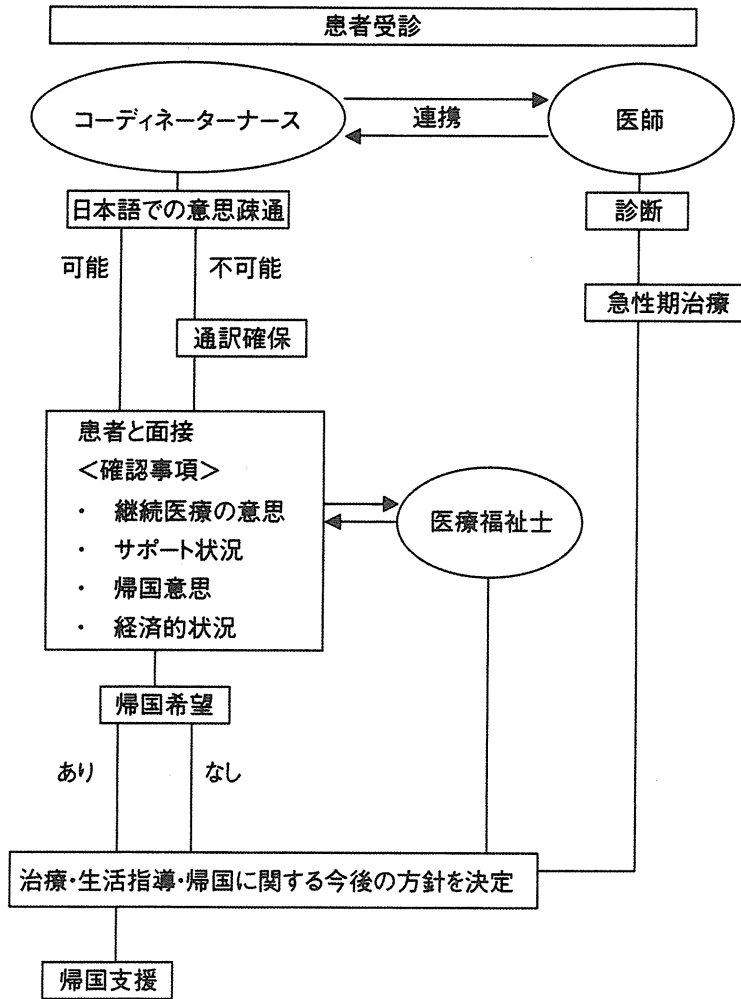 患者受診
コーディネーターナース
連携
医師
日本語での意思疎通
診断
可能
不可能
急性期治療
通訳確保
患者と面接
＜確認事項＞
・ 継続医療の意思
・ サポート状況
・ 帰国意思
・ 経済的状況
医療福祉士
帰国希望
あり
なし
治療・生活指導・帰国に関する今後の方針を決定
帰国支援